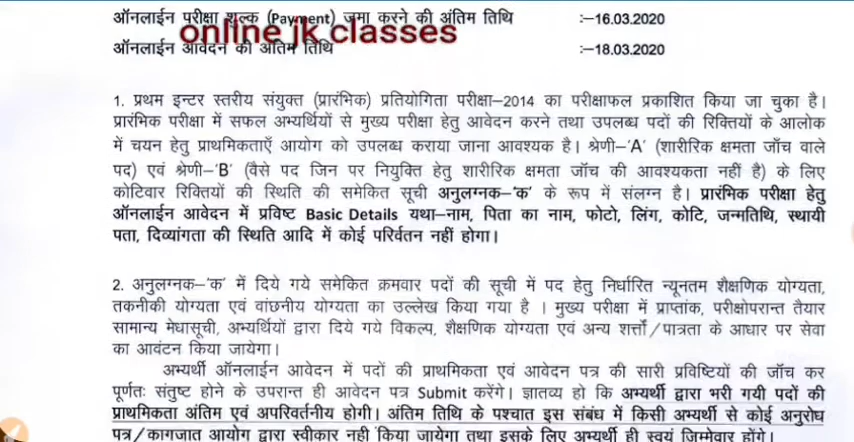 ऑनलाईन परीक्षा शुल्क (Payment) जमा करने की अंतिम तिथि :–16.03.2020
online jk classes
ऑनलाईन आवेदन की अंतिम तिथि :–18.03.2020
1. प्रथम इन्टर स्तरीय संयुक्त (प्रारंभिक) प्रतियोगिता परीक्षा–2014 का परीक्षाफल प्रकाशित किया जा चुका है।
प्रारंभिक परीक्षा में सफल अभ्यर्थियों से मुख्य परीक्षा हेतु आवेदन करने तथा उपलब्ध पदों की रिक्तियों के आलोक
में चयन हेतु प्राथमिकताएँ आयोग को उपलब्ध कराया जाना आवश्यक है। श्रेणी–'A' (शारीरिक क्षमता जाँच वाले
पद) एवं श्रेणी–'B' (वैसे पद जिन पर नियुक्ति हेतु शारीरिक क्षमता जाँच की आवश्यकता नहीं है) के लिए
कोटिवार रिक्तियों की स्थिति की समेकित सूची अनुलग्नक–'क' के रूप में संलग्न है। प्रारंभिक परीक्षा हेतु
ऑनलाईन आवेदन में प्रविष्ट Basic Details यथा–नाम, पिता का नाम, फोटो, लिंग, कोटि, जन्मतिथि, स्थायी
पता, दिव्यांगता की स्थिति आदि में कोई परिर्वतन नहीं होगा।
2. अनुलग्नक–'क' में दिये गये समेकित क्रमवार पदों की सूची में पद हेतु निर्धारित न्यूनतम शैक्षणिक योग्यता,
तकनीकी योग्यता एवं वांछनीय योग्यता का उल्लेख किया गया है । मुख्य परीक्षा में प्राप्तांक, परीक्षोपरान्त तैयार
सामान्य मेधासूची, अभ्यर्थियों द्वारा दिये गये विकल्प, शैक्षणिक योग्यता एवं अन्य शर्त्तो/पात्रता के आधार पर सेवा
का आवंटन किया जायेगा।
अभ्यर्थी ऑनलाईन आवेदन में पदों की प्राथमिकता एवं आवेदन पत्र की सारी प्रविष्टियों की जाँच कर
पूर्णतः संतुष्ट होने के उपरान्त ही आवेदन पत्र Submit करेंगे। ज्ञातव्य हो कि अभ्यर्थी द्वारा भरी गयी पदों की
प्राथमिकता अंतिम एवं अपरिवर्तनीय होगी। अंतिम तिथि के पश्चात इस संबंध में किसी अभ्यर्थी से कोई अनुरोध
पत्र/कागजात आयोग द्वारा स्वीकार नही किया जायेगा तथा इसके लिए अभ्यर्थी ही स्वयं जिम्मेवार होंगे।